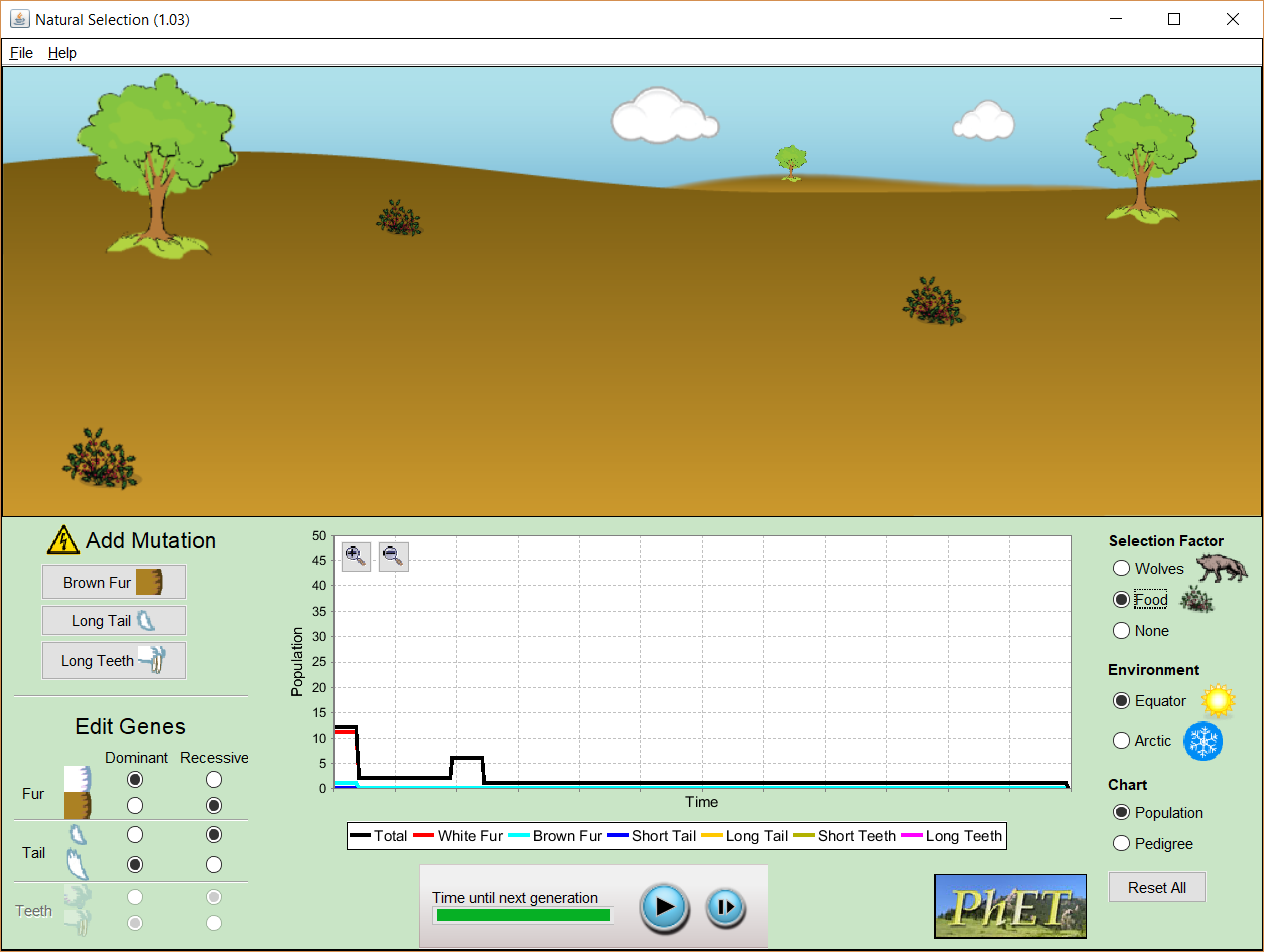 Natural Selection (1.03)
File Help
Add Mutation
Brown Fur
Long Tail
Long Teeth
Edit Genes
Dominant Recessive
Fur
Tail
Teeth
Population
50
45
40
35
30
25
20
15
10
5
0
Time
Total White Fur Brown Fur Short Tail Long Tail Short Teeth Long Teeth
Time until next generation
PhET
Selection Factor
Wolves
Food
None
Environment
Equator
Arctic
Chart
Population
Pedigree
Reset All